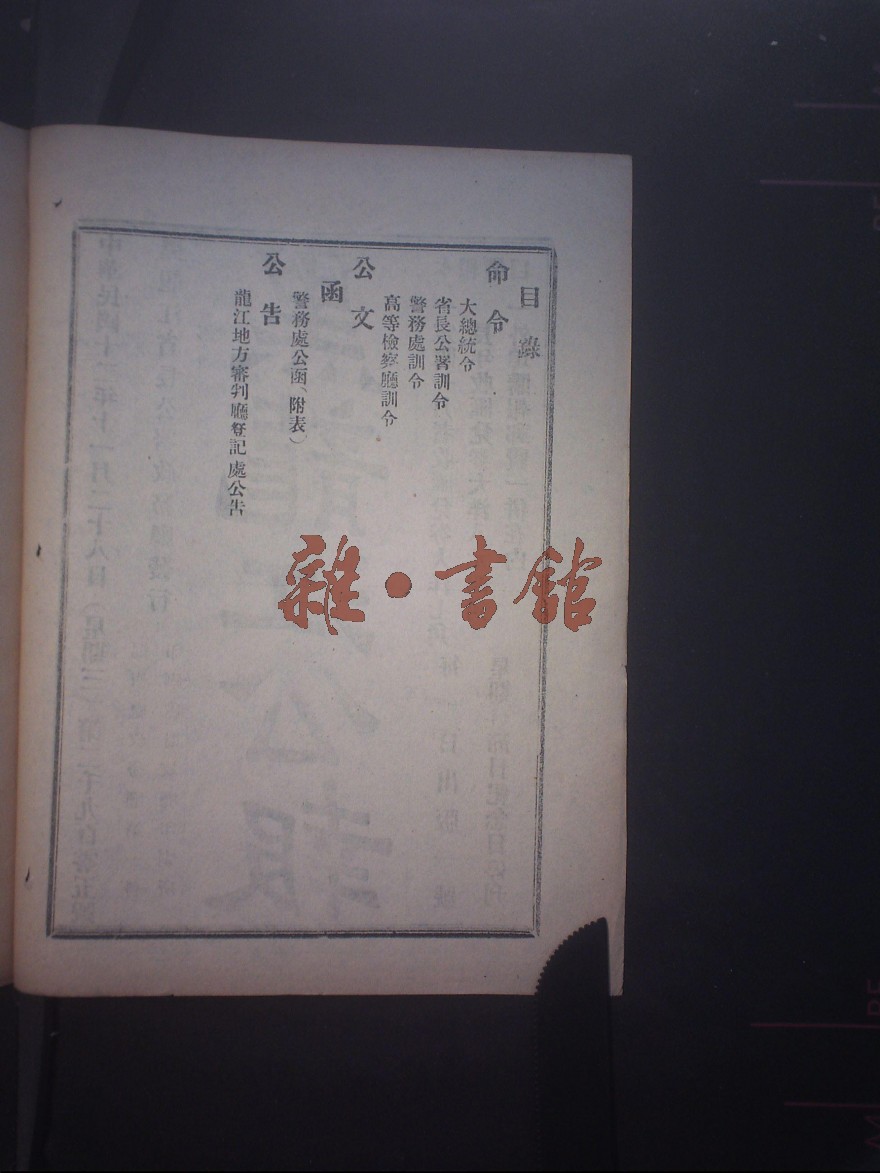 目錄
命令
大總統令
省長公署訓令
警務處訓令
高等檢察廳訓令
公文
函
警務處公函(附表)
公告
龍江地方審判廳登記處公告
雜·書館